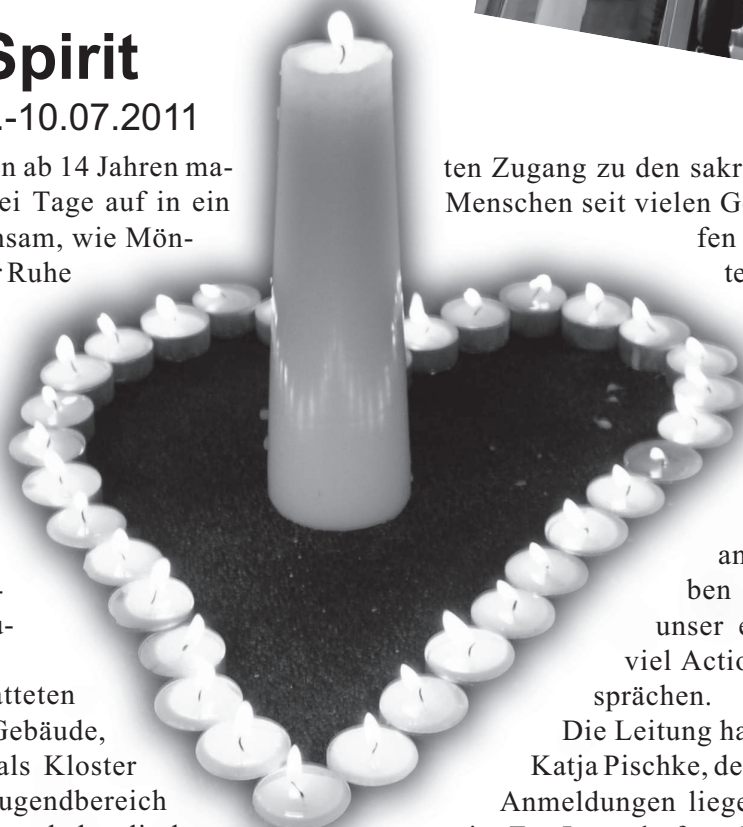 Spirit
.-10.07.2011
n ab 14 Jahren ma-
ei Tage auf in ein
nsam, wie Mön-
r Ruhe
-
u-
atteten
Gebäude,
als Kloster
ugendbereich
ten Zugang zu den sakr
Menschen seit vielen G
fen
te
an
ben
unser e
viel Actio
sprächen.
Die Leitung ha
Katja Pischke, de
Anmeldungen liege